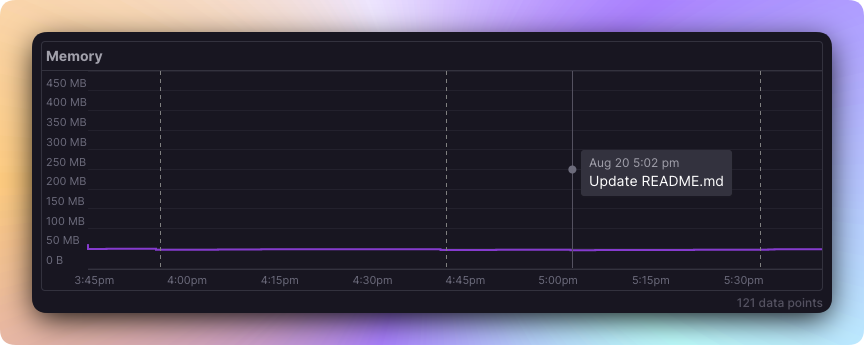 Memory
450 MB
400 MB
350 MB
300 MB
250 MB
200 MB
150 MB
100 MB
50 MB
0 B
Aug 20 5:02 pm
Update README.md
3:45pm 4:00pm 4:15pm 4:30pm 4:45pm 5:00pm 5:15pm 5:30pm
121 data points